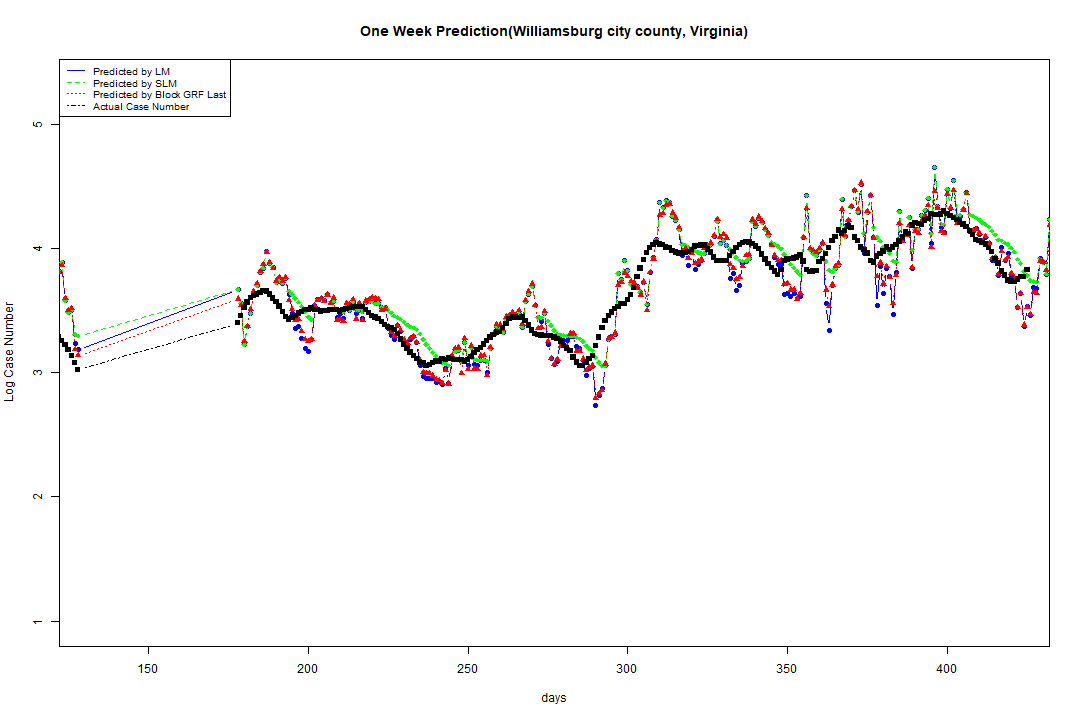 One Week Prediction(Williamsburg city county, Virginia)
Predicted by LM
Predicted by SLM
Predicted by Block GRF Last
Actual Case Number
5
4
3
2
1
Log Case Number
150 200 250 300 350 400
days